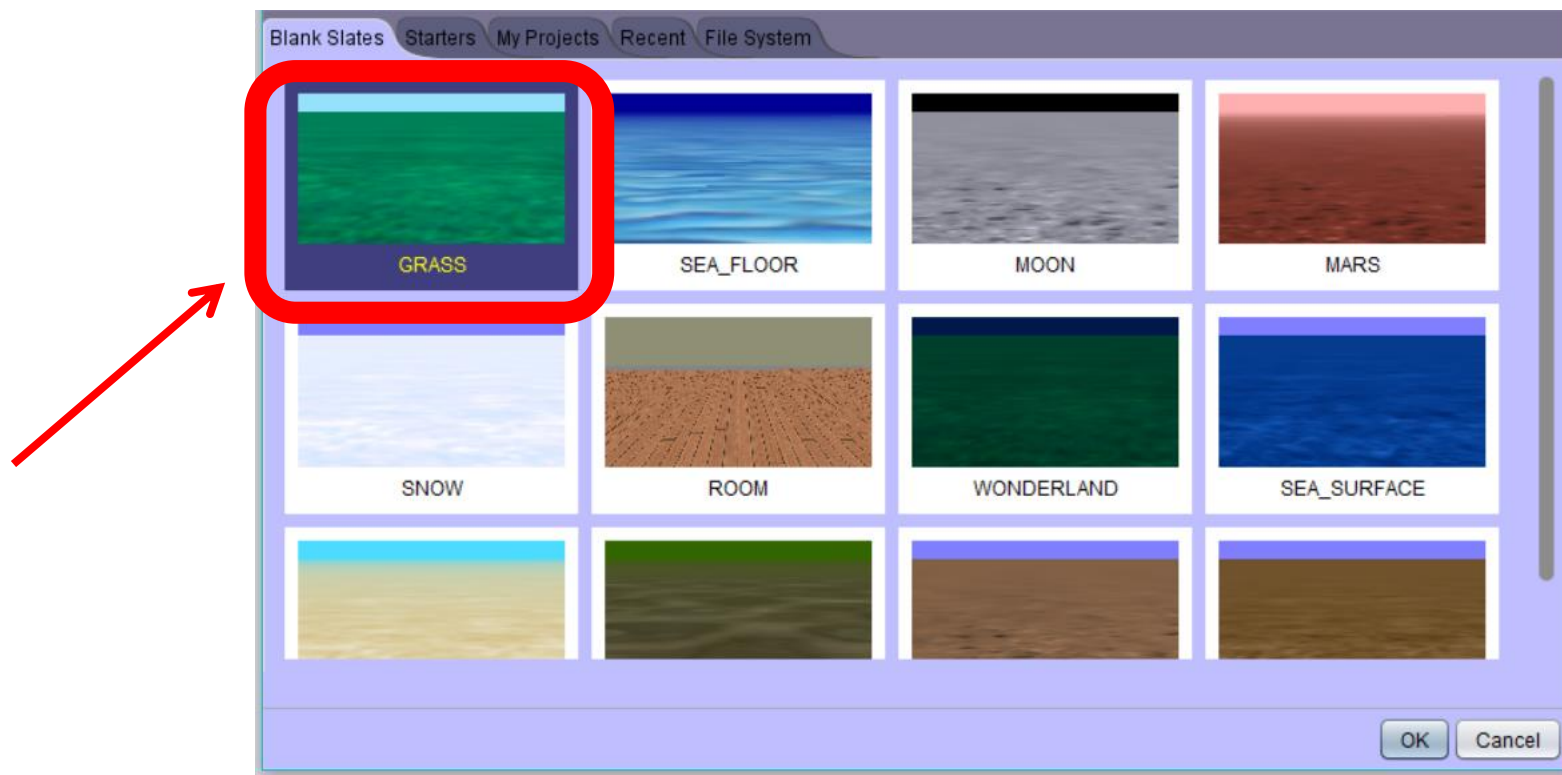 Blank Slates Starters My Projects Recent File System
GRASS SEA_FLOOR MOON MARS
SNOW ROOM WONDERLAND SEA_SURFACE
OK Cancel